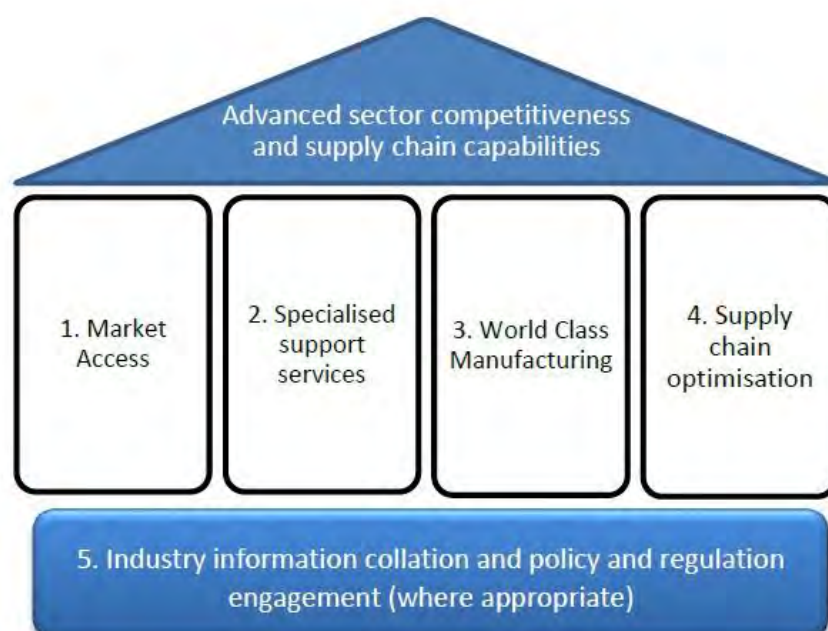 Advanced sector competitiveness
and supply chain capabilities
1. Market
Access
2. Specialised
support
services
3. World Class
Manufacturing
4. Supply
chain
optimisation
5. Industry information collation and policy and regulation
engagement (where appropriate)